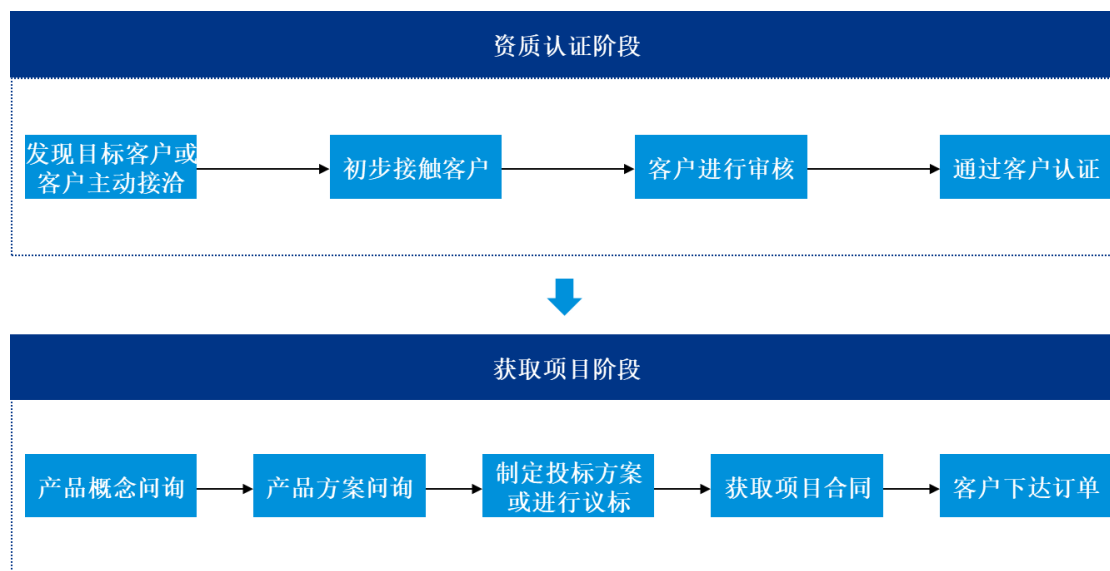 资质认证阶段
发现目标客户或
客户主动接洽
初步接触客户
客户进行审核
通过客户认证
获取项目阶段
产品概念问询
产品方案问询
制定投标方案
或进行议标
获取项目合同
客户下达订单